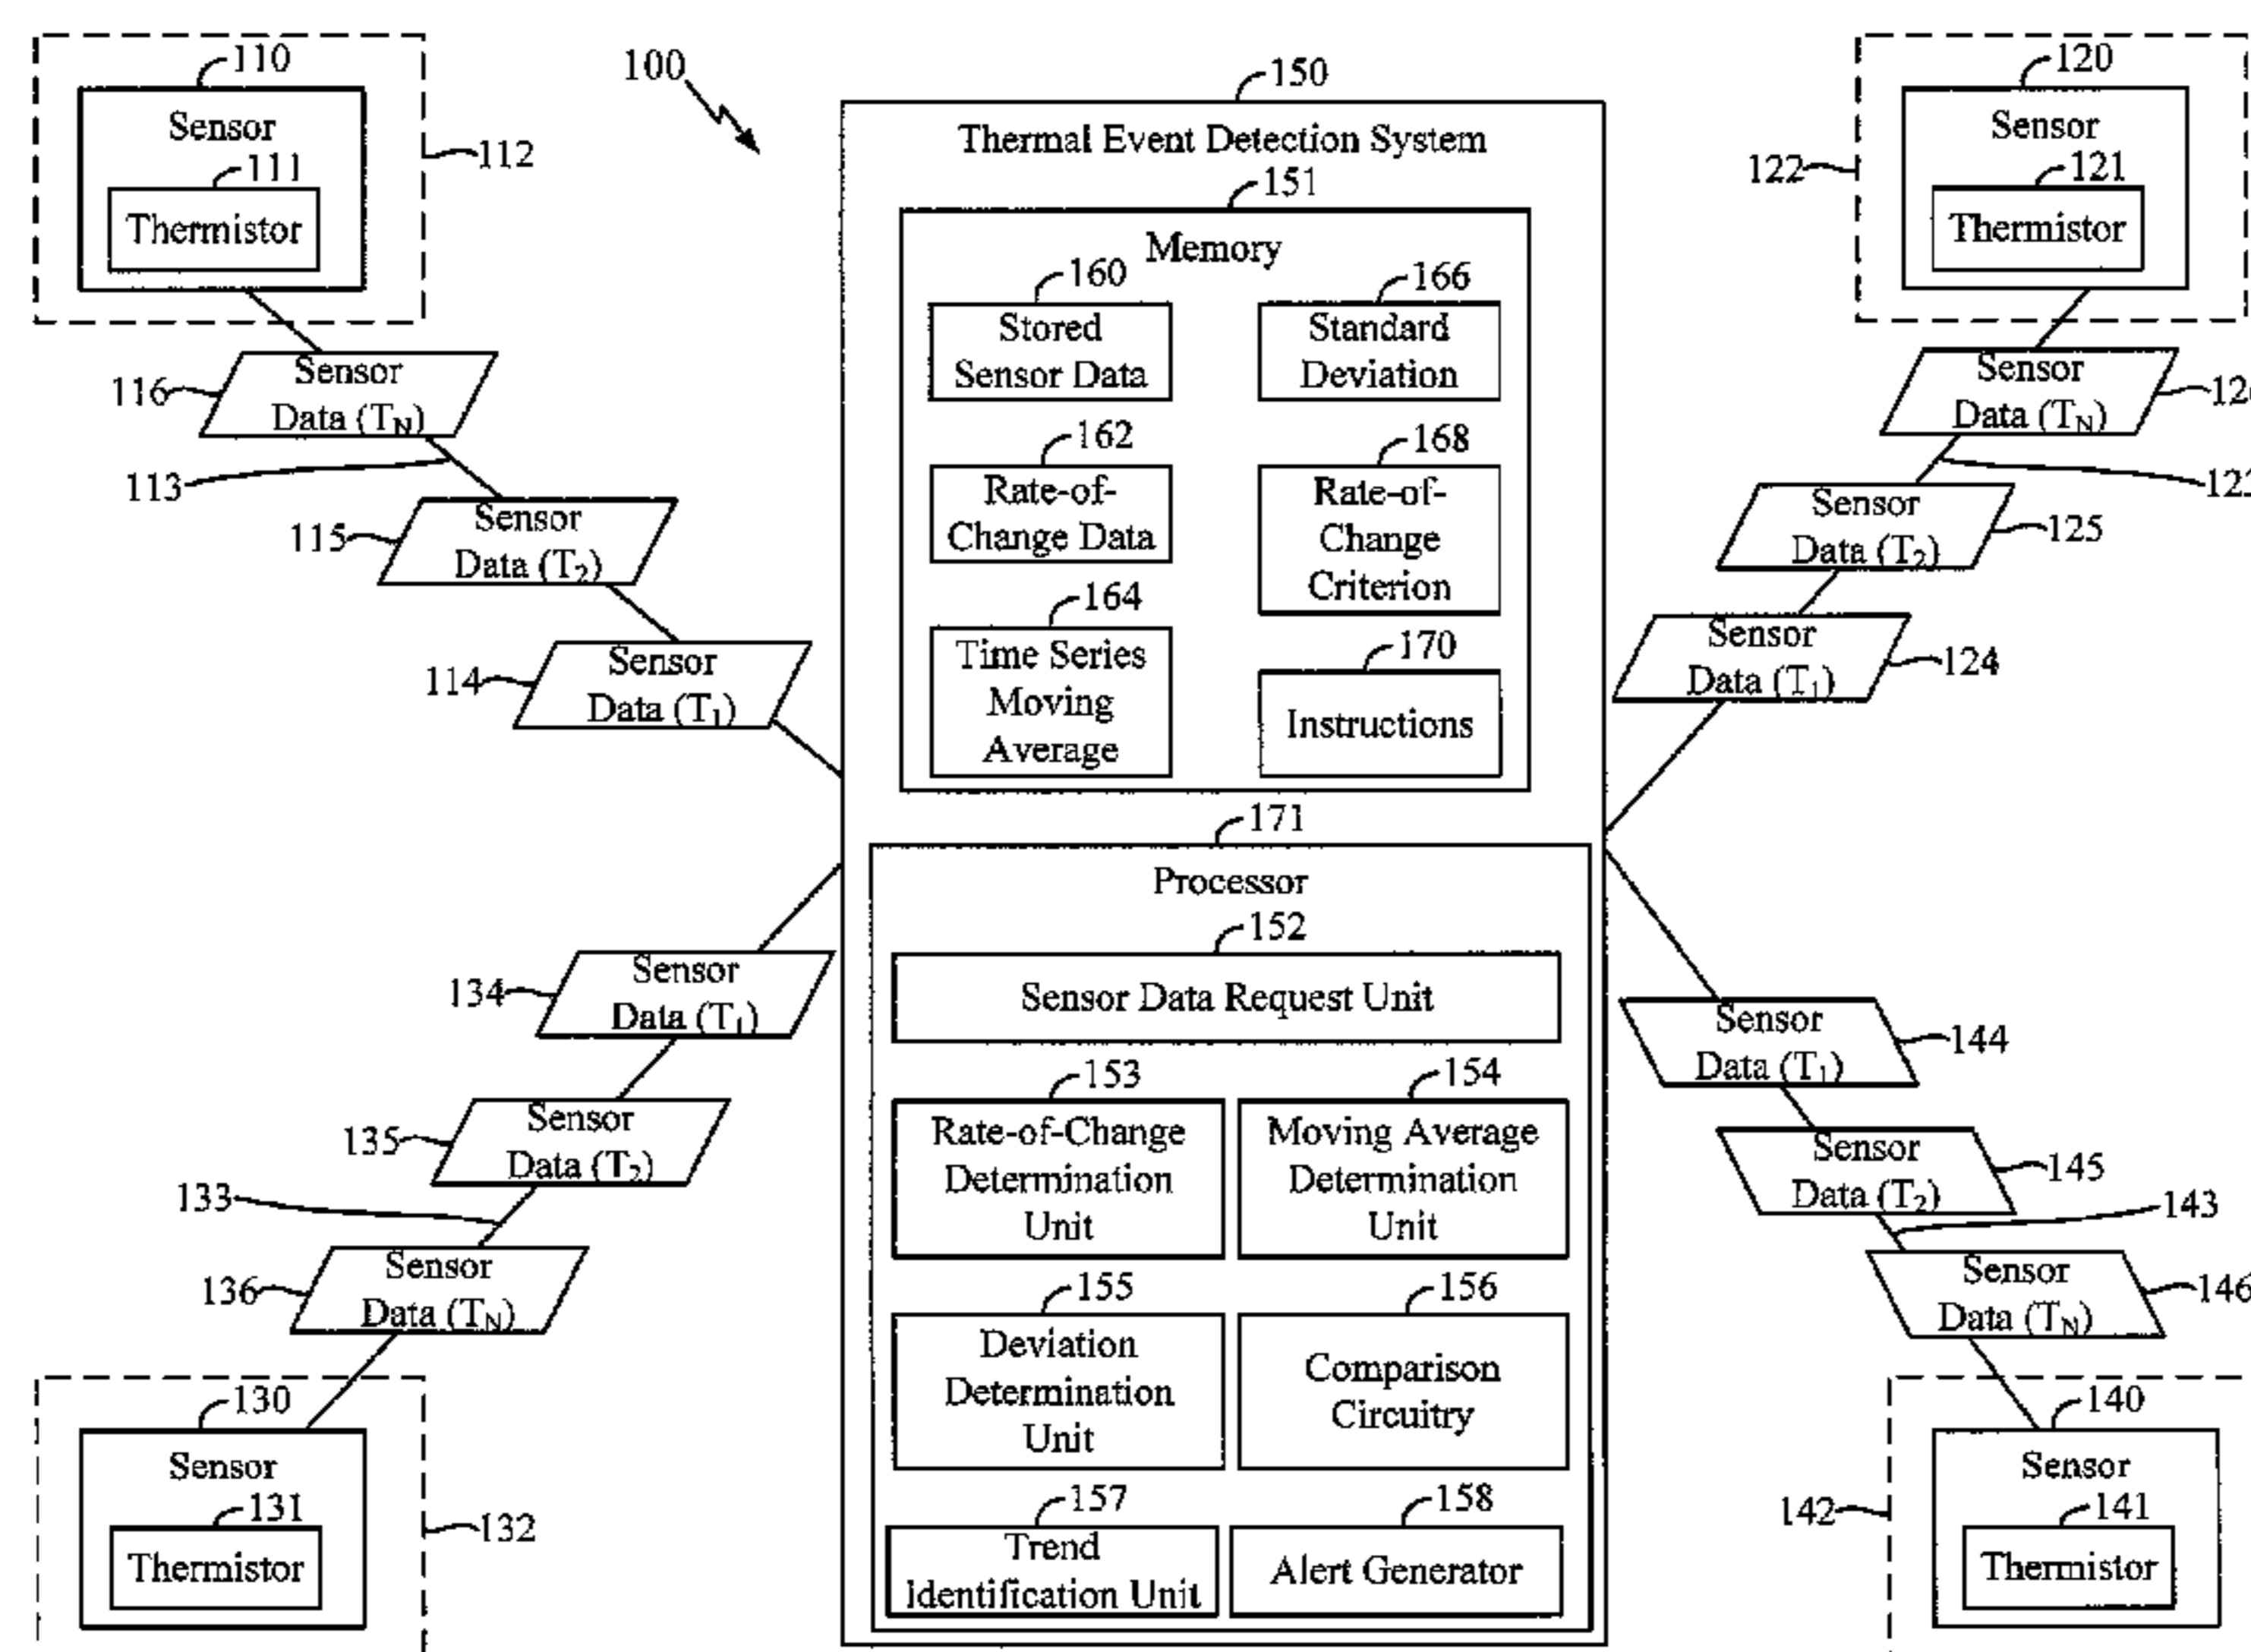 100
110
Sensor
111
Thermistor
112
Sensor
Data (TN)
116
113
Sensor
Data (T2)
115
Sensor
Data (T1)
114
150
Thermal Event Detection System
151
Memory
160
Stored
Sensor Data
166
Standard
Deviation
162
Rate-of-
Change Data
168
Rate-of-
Change
Criterion
164
Time Series
Moving
Average
170
Instructions
171
Processor
152
Sensor Data Request Unit
153
Rate-of-Change
Determination
Unit
154
Moving Average
Determination
Unit
155
Deviation
Determination
Unit
156
Comparison
Circuitry
157
Trend
Identification Unit
158
Alert Generator
120
Sensor
121
Thermistor
122
Sensor
Data (TN)
Sensor
Data (T2)
125
Sensor
Data (T1)
124
134
Sensor
Data (T1)
135
Sensor
Data (T2)
133
136
Sensor
Data (TN)
130
Sensor
131
Thermistor
132
Sensor
Data (T1)
144
Sensor
Data (T2)
145
143
Sensor
Data (TN)
146
140
Sensor
141
Thermistor
142